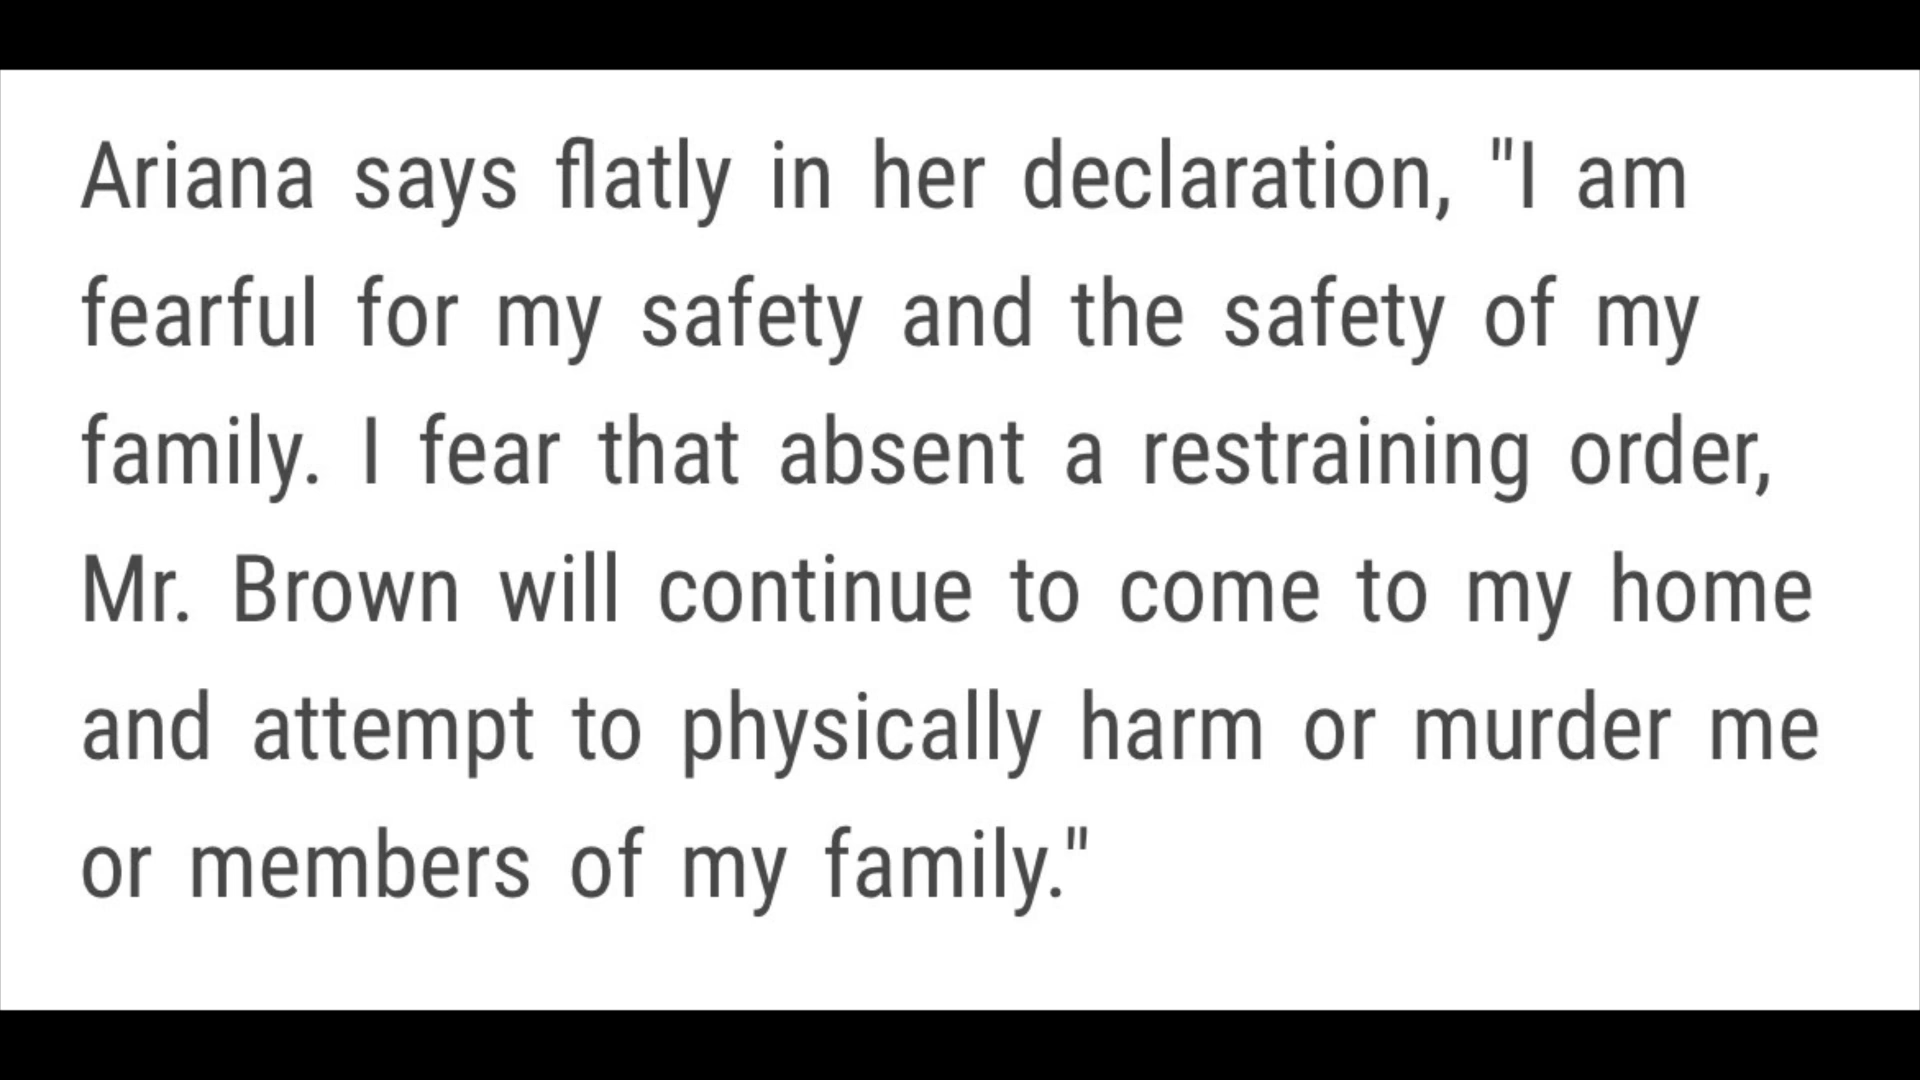 Ariana says flatly in her declaration, "I am
fearful for my safety and the safety of my
family. I fear that absent a restraining order,
Mr. Brown will continue to come to my home
and attempt to physically harm or murder me
or members of my family."